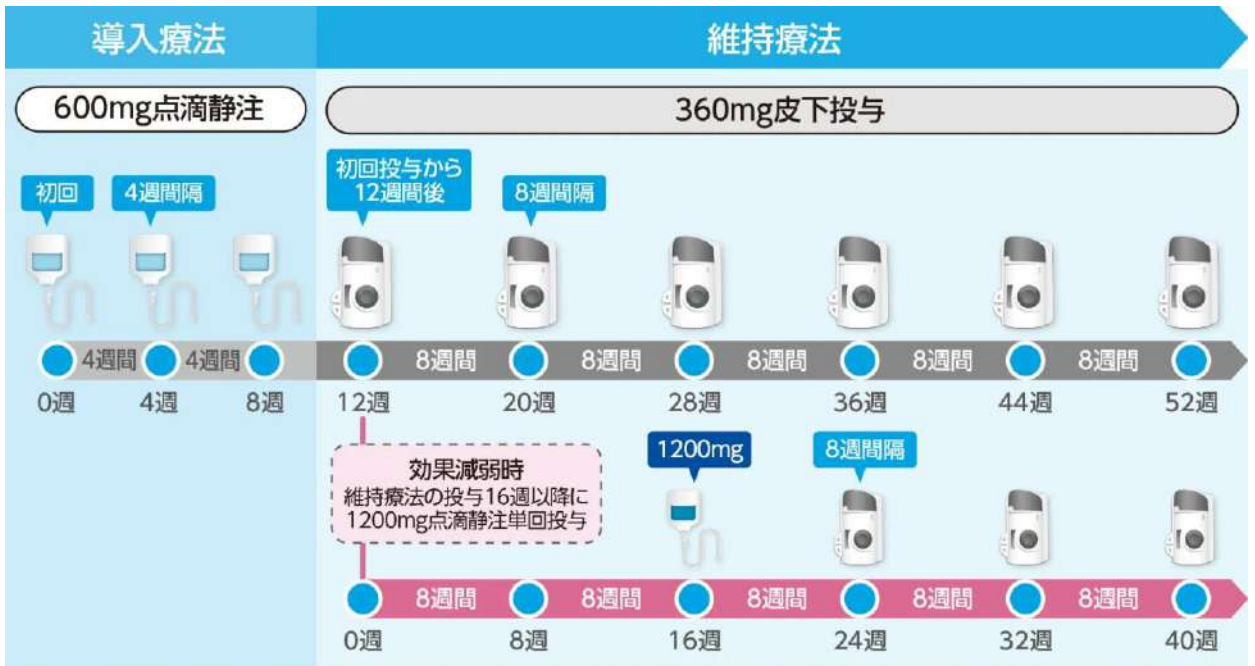 導入療法
維持療法
600mg点滴静注
360mg皮下投与
初回
4週間隔
初回投与から
12週間後
8週間隔
4週間
4週間
8週間
8週間
8週間
8週間
8週間
0週
4週
8週
12週
20週
28週
36週
44週
52週
効果減弱時
維持療法の投与16週以降に
1200mg点滴静注単回投与
1200mg
8週間隔
8週間
8週間
8週間
8週間
8週間
0週
8週
16週
24週
32週
40週